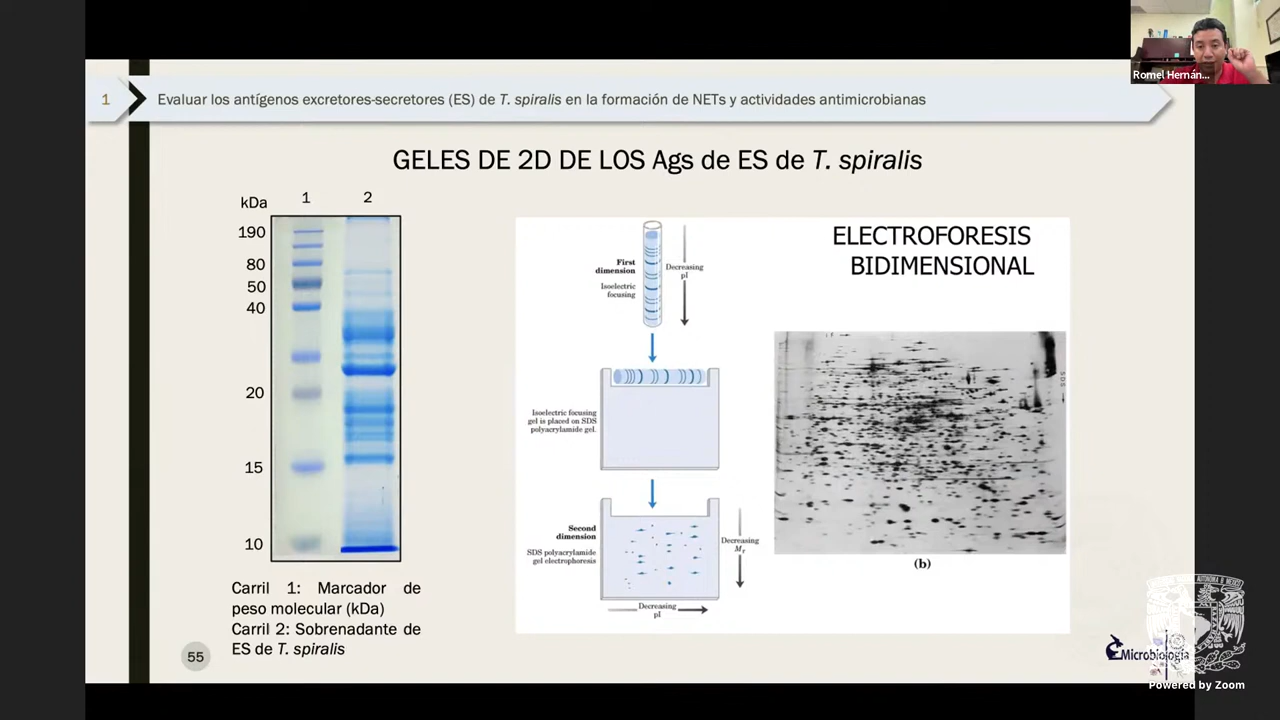 Romel Hernán...
1
Evaluar los antígenos excretores-secretores (ES) de T. spiralis en la formación de NETs y actividades antimicrobianas
GELES DE 2D DE LOS Ags de ES de T. spiralis
kDa
1
2
190
80
50
40
20
15
10
Carril 1: Marcador de
peso molecular (kDa)
Carril 2: Sobrenadante de
ES de T. spiralis
55
ELECTROFORESIS
BIDIMENSIONAL
First
dimension
Isoelectric
focusing
Decreasing
pI
Isoelectric focusing
gel is placed on SDS
polyacrylamide gel.
Second
dimension
SDS polyacrylamide
gel electrophoresis
Decreasing
Mr
Decreasing
pI
SDS
(b)
Microbiología
Powered by Zoom